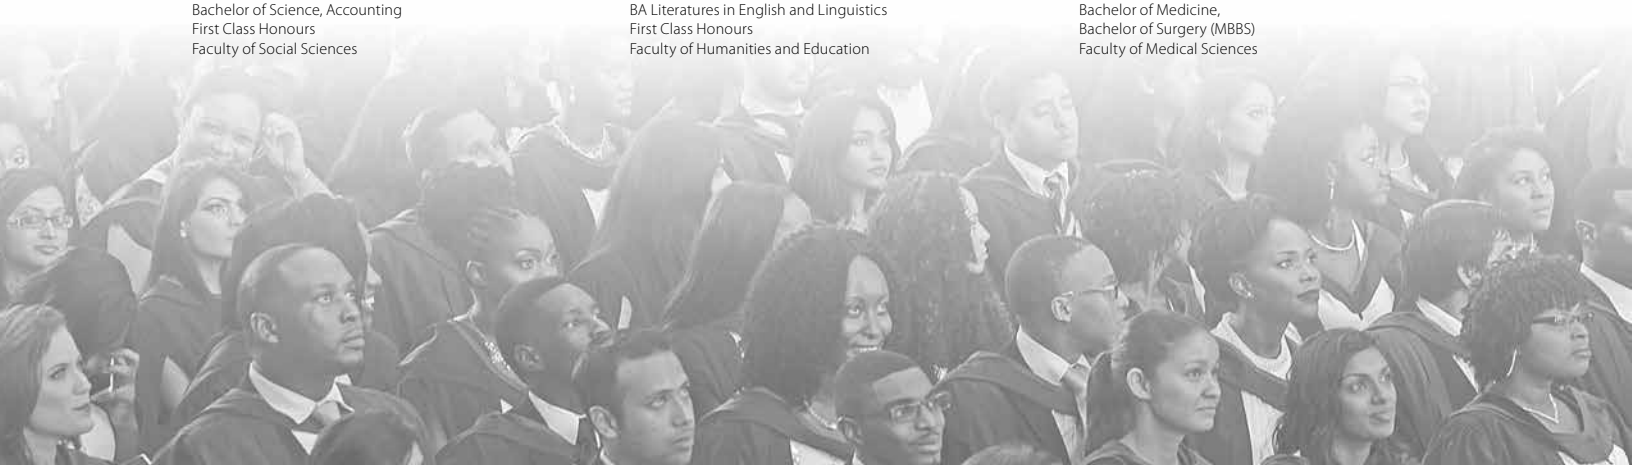 Bachelor of Science, Accounting
First Class Honours
Faculty of Social Sciences
BA Literatures in English and Linguistics
First Class Honours
Faculty of Humanities and Education
Bachelor of Medicine,
Bachelor of Surgery (MBBS)
Faculty of Medical Sciences